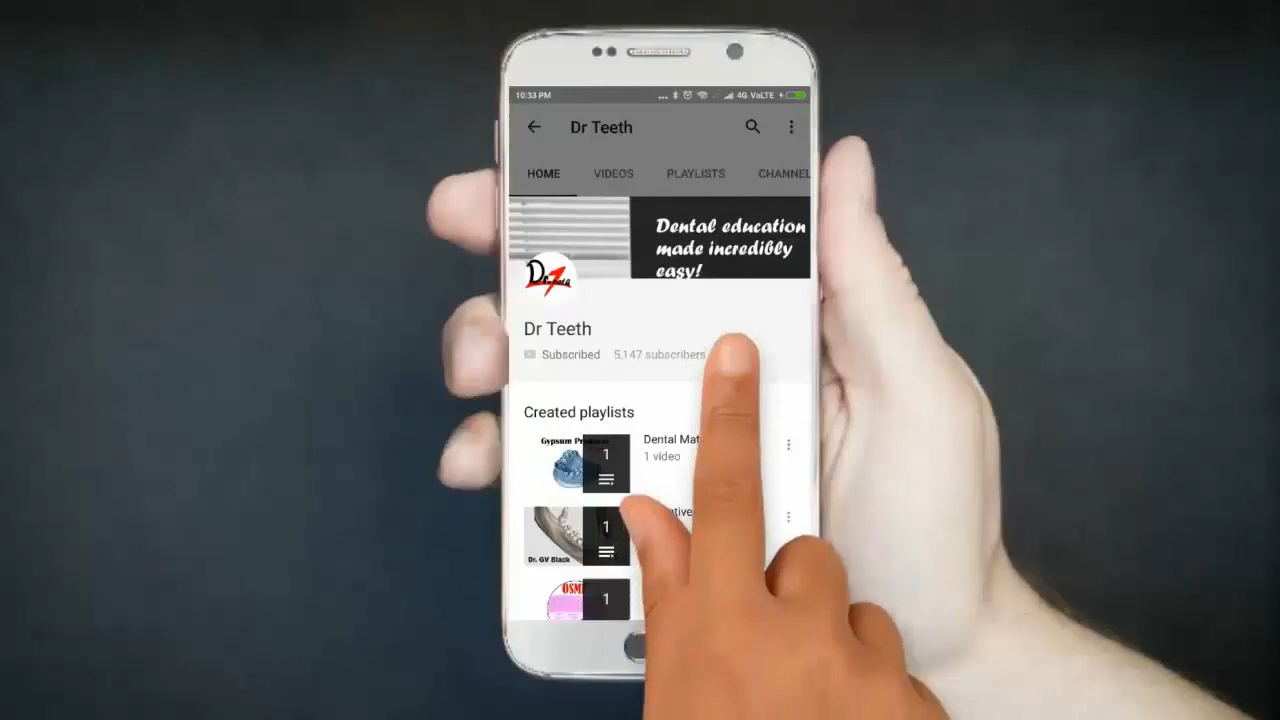 10:33 PM
4G VoLTE
Dr Teeth
HOME VIDEOS PLAYLISTS CHANNEL
Dental education
made incredibly
easy!
Dr Teeth
Subscribed 5,147 subscribers
Created playlists
Gypsum
1
Dental Mat
1 video
1
Dr. GV Black
1